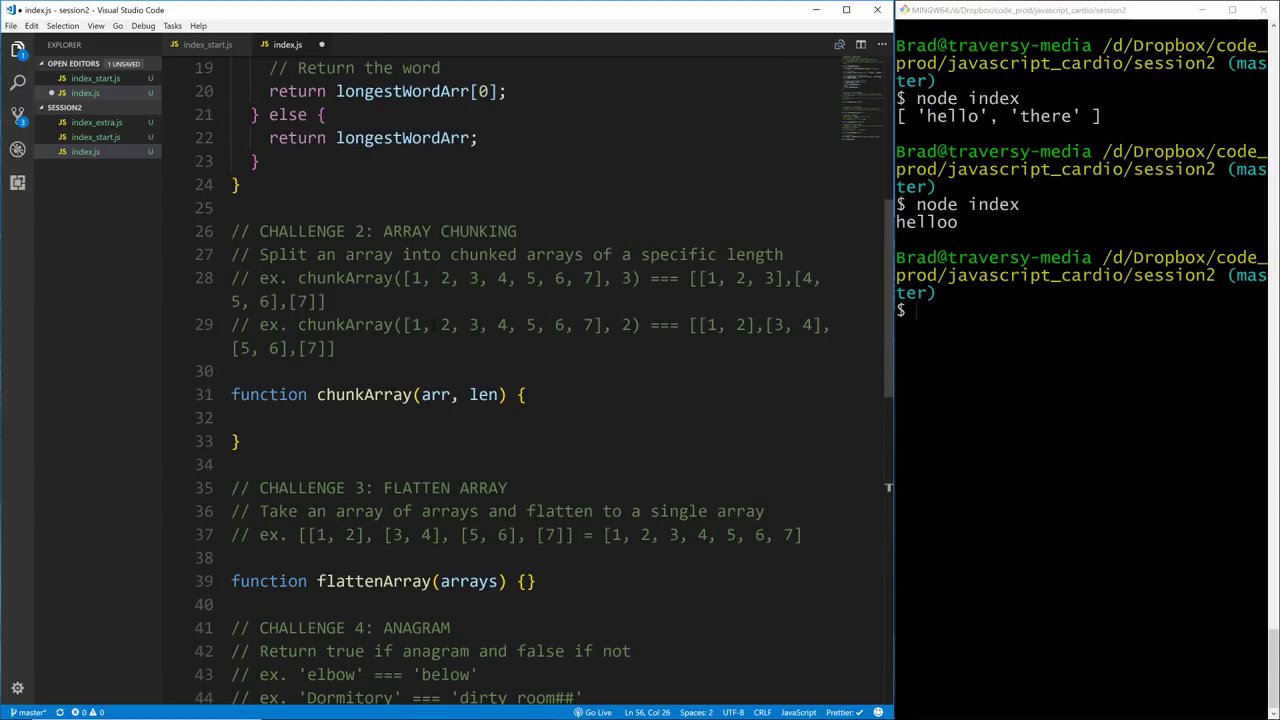 index.js - session2 - Visual Studio Code
File Edit Selection View Go Debug Tasks Help
EXPLORER
OPEN EDITORS 1 UNSAVED
index_start.js U
index.js U
SESSION2
index_extra.js U
index_start.js U
index.js U
JS index_start.js JS index.js
19 // Return the word
20 return longestWordArr[0];
21 } else {
22 return longestWordArr;
23 }
24 }
25
26 // CHALLENGE 2: ARRAY CHUNKING
27 // Split an array into chunked arrays of a specific length
28 // ex. chunkArray([1, 2, 3, 4, 5, 6, 7], 3) === [[1, 2, 3],[4,
5, 6],[7]]
29 // ex. chunkArray([1, 2, 3, 4, 5, 6, 7], 2) === [[1, 2],[3, 4],
[5, 6],[7]]
30
31 function chunkArray(arr, len) {
32
33 }
34
35 // CHALLENGE 3: FLATTEN ARRAY
36 // Take an array of arrays and flatten to a single array
37 // ex. [[1, 2], [3, 4], [5, 6], [7]] = [1, 2, 3, 4, 5, 6, 7]
38
39 function flattenArray(arrays) {}
40
41 // CHALLENGE 4: ANAGRAM
42 // Return true if anagram and false if not
43 // ex. 'elbow' === 'below'
44 // ex. 'Dormitory' === 'dirty room##'
master* 0 0 Go Live Ln 56, Col 26 Spaces: 2 UTF-8 CRLF JavaScript Prettier: ✓
MINGW64:/d/Dropbox/code_prod/javascript_cardio/session2
Brad@traversy-media /d/Dropbox/code_
prod/javascript_cardio/session2 (mas
ter)
$ node index
[ 'hello', 'there' ]
Brad@traversy-media /d/Dropbox/code_
prod/javascript_cardio/session2 (mas
ter)
$ node index
helloo
Brad@traversy-media /d/Dropbox/code_
prod/javascript_cardio/session2 (mas
ter)
$